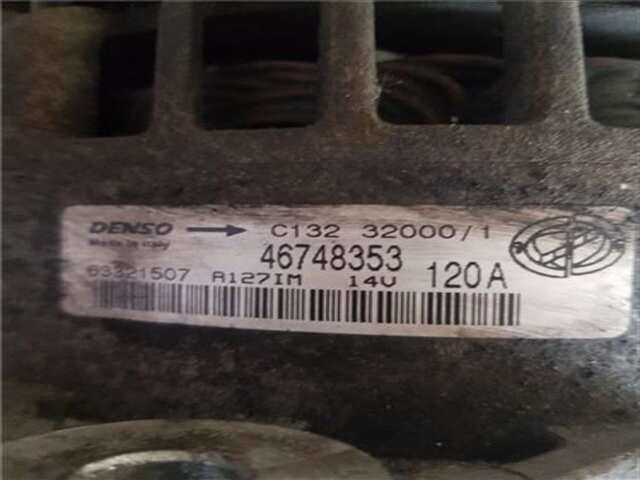 DENSO C132 32000/1
Made in Italy 46748353
63321507 A127IM 14V 120A